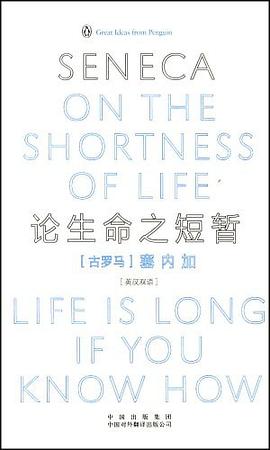 Great Ideas from Penguin
SENECA
ON THE
SHORTNESS
OF LIFE
论生命之短暂
[古罗马] 塞内加
[英汉双语]
LIFE IS LONG
IF YOU
KNOW HOW
中国出版集团
中国对外翻译出版公司